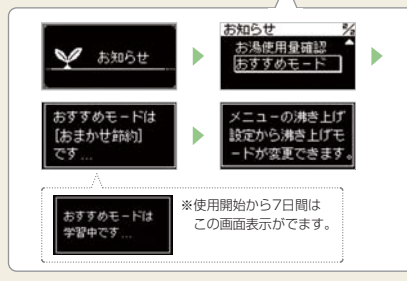 お知らせ
お知らせ 2/2
お湯使用量確認
おすすめモード
おすすめモードは
[おまかせ節約]
です...
メニューの沸き上げ
設定から沸き上げモ
ードが変更できます。
おすすめモードは
学習中です...
※使用開始から7日間は
この画面表示がでます。